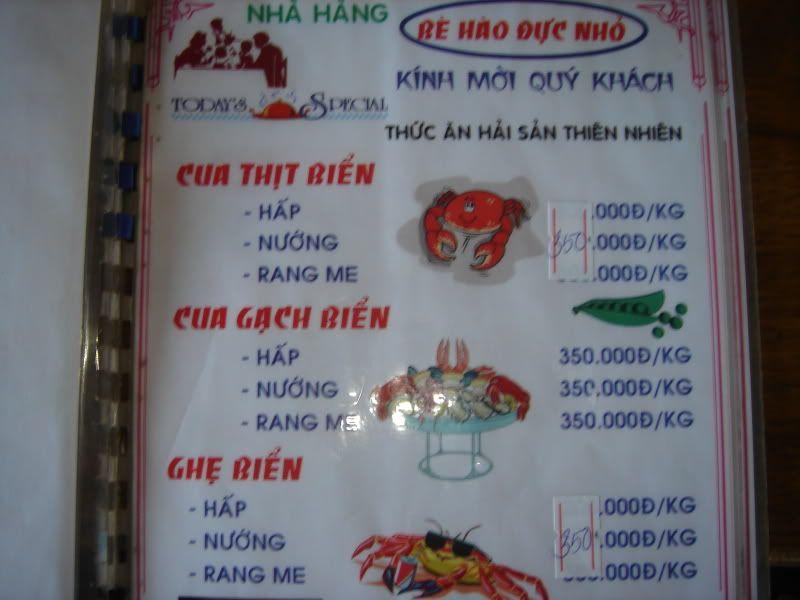 NHÀ HÀNG
BÈ HÀO ĐỰC NHỎ
KÍNH MỜI QUÝ KHÁCH
TODAY'S SPECIAL
THỨC ĂN HẢI SẢN THIÊN NHIÊN
CUA THỊT BIỂN
- HẤP .000Đ/KG
- NƯỚNG 350 .000Đ/KG
- RANG ME .000Đ/KG
CUA GẠCH BIỂN
- HẤP 350.000Đ/KG
- NƯỚNG 350.000Đ/KG
- RANG ME 350.000Đ/KG
GHẸ BIỂN
- HẤP .000Đ/KG
- NƯỚNG 350 .000Đ/KG
- RANG ME .000Đ/KG